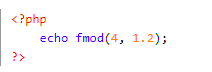 <?php
echo fmod(4, 1.2);
?>